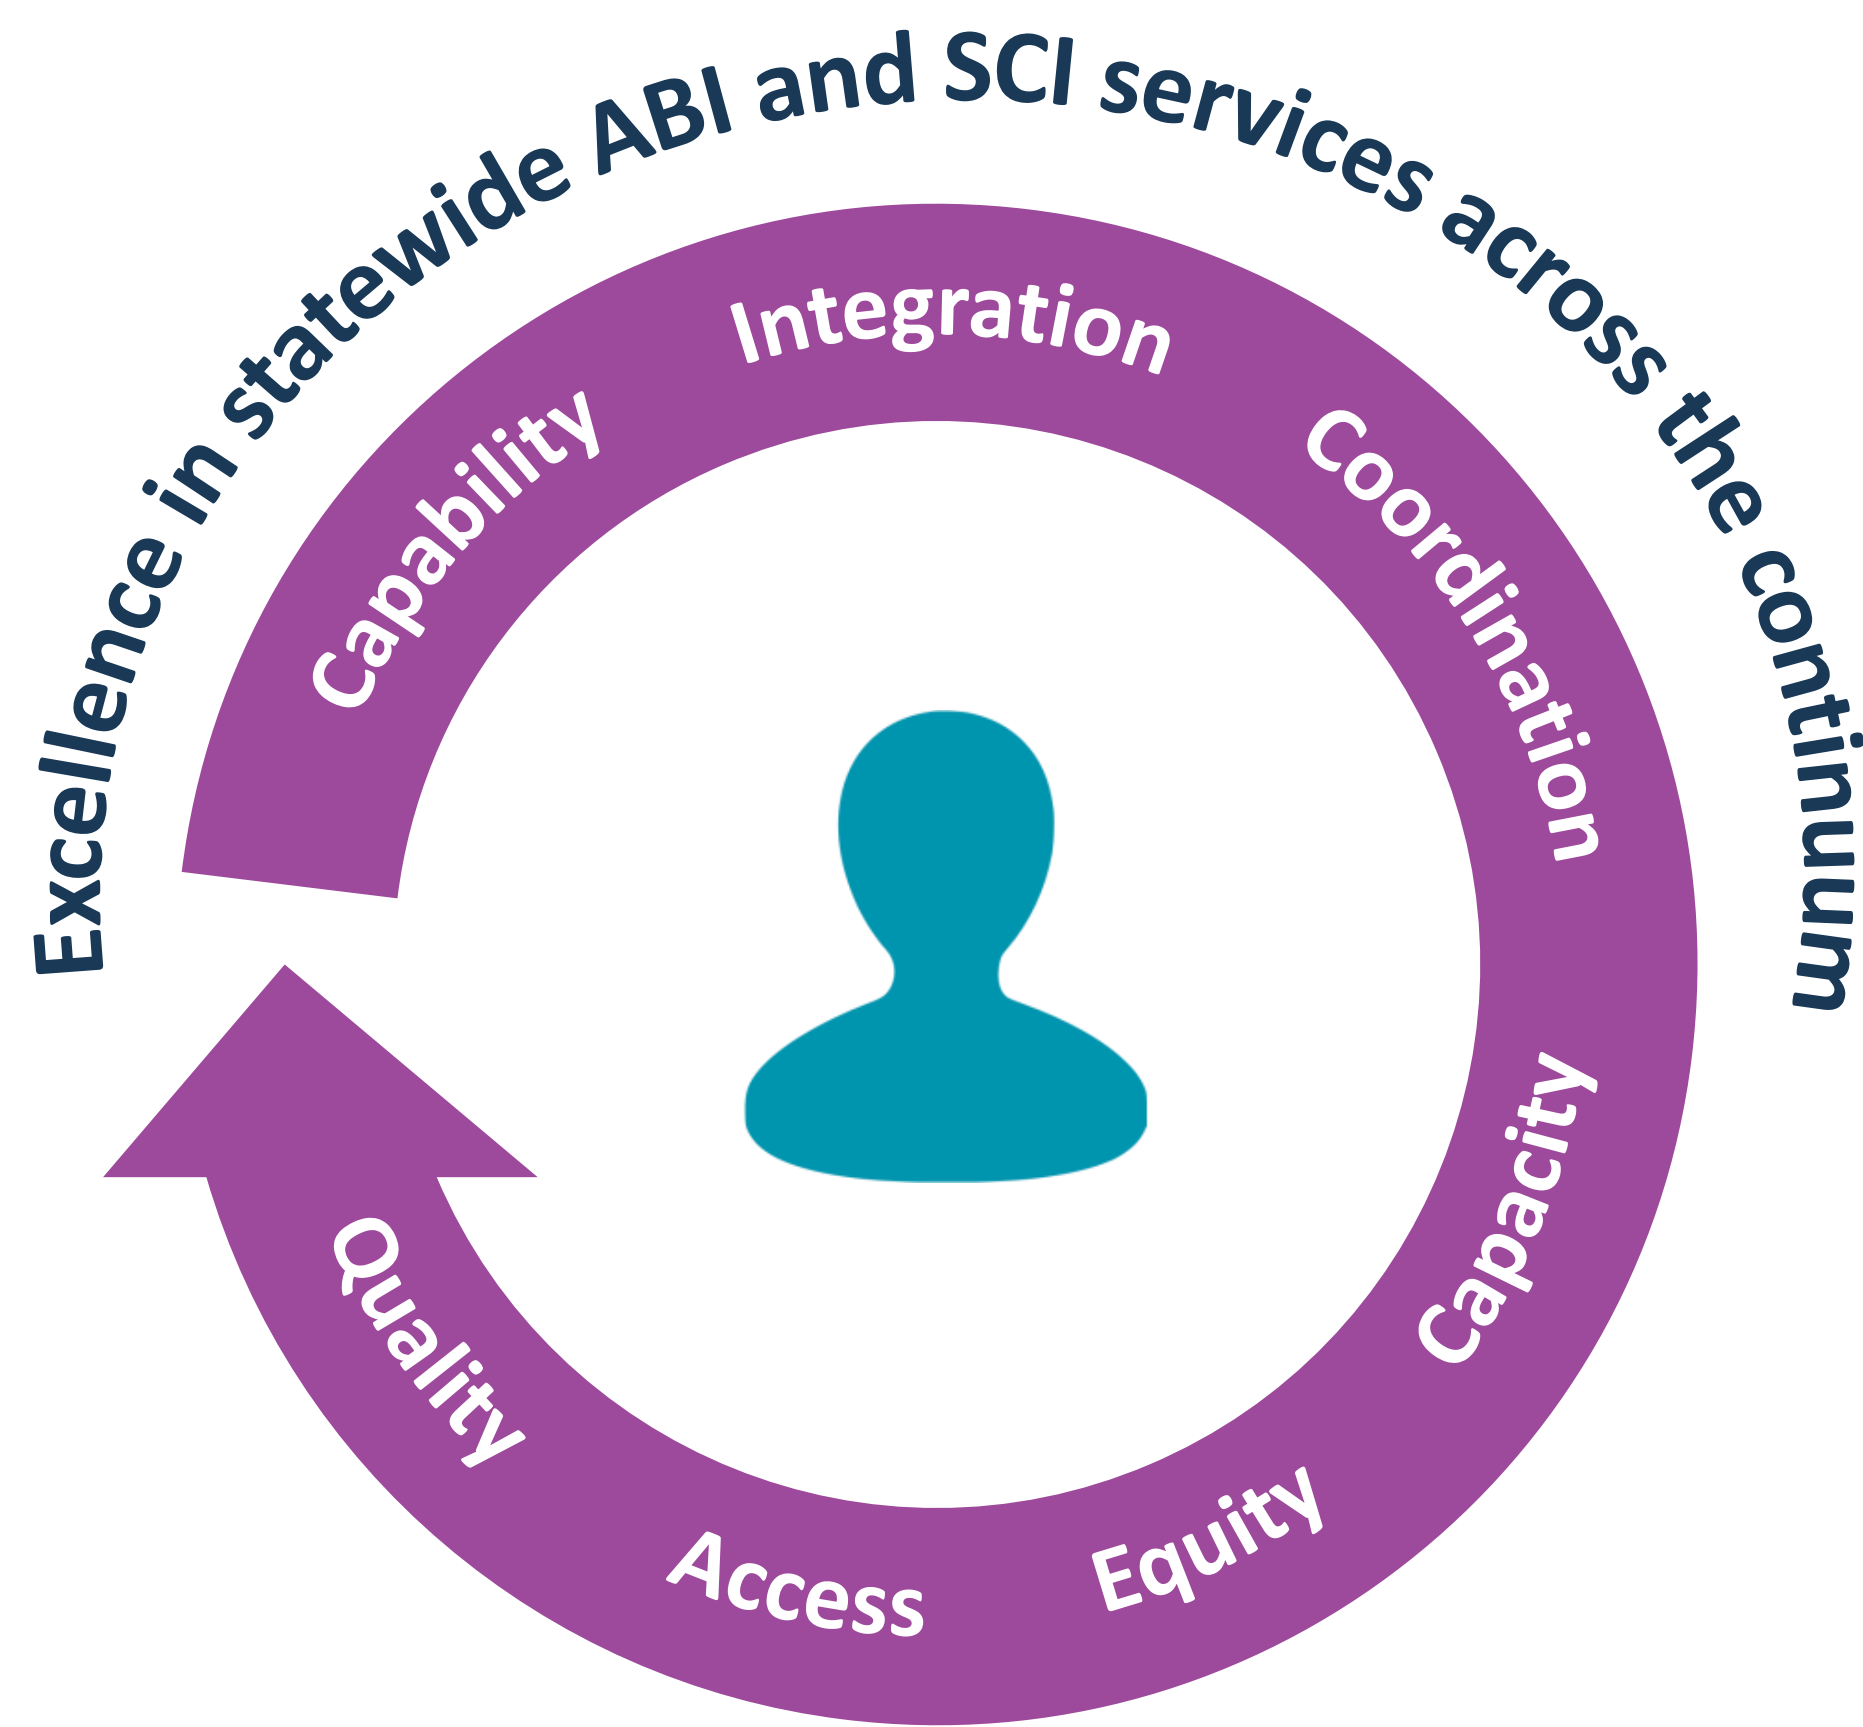 Excellence in statewide ABI and SCI services across the continuum
Capability
Integration
Coordination
Capacity
Equity
Access
Quality